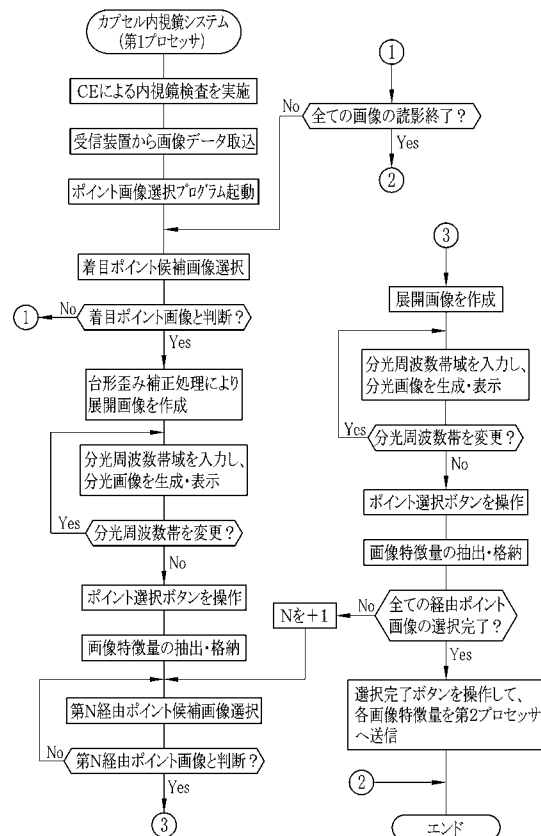 カプセル内視鏡システム
(第1プロセッサ)
CEによる内視鏡検査を実施
受信装置から画像データ取込
ポイント画像選択プログラム起動
着目ポイント候補画像選択
No
①
着目ポイント画像と判断?
Yes
台形歪み補正処理により
展開画像を作成
分光周波数帯域を入力し、
分光画像を生成・表示
Yes
分光周波数帯を変更?
No
ポイント選択ボタンを操作
画像特徴量の抽出・格納
第N経由ポイント候補画像選択
No
第N経由ポイント画像と判断?
Yes
③
①
No
全ての画像の読影終了?
Yes
②
③
展開画像を作成
分光周波数帯域を入力し、
分光画像を生成・表示
Yes
分光周波数帯を変更?
No
ポイント選択ボタンを操作
画像特徴量の抽出・格納
Nを+1
No
全ての経由ポイント
画像の選択完了?
Yes
選択完了ボタンを操作して、
各画像特徴量を第2プロセッサ
へ送信
②
エンド